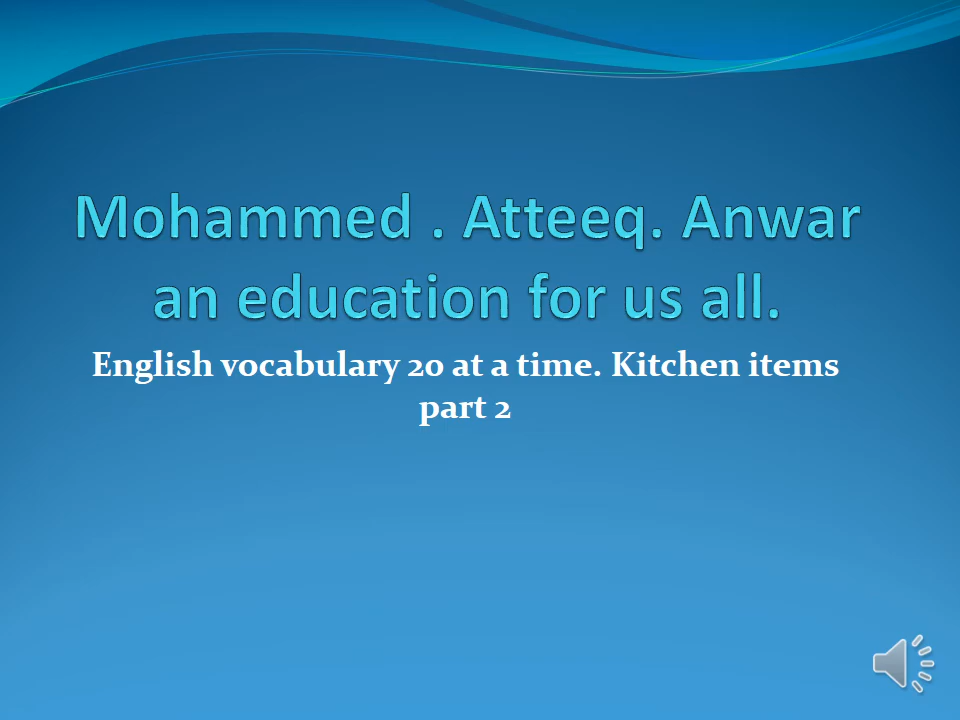 Mohammed . Atteeq. Anwar
an education for us all.
English vocabulary 20 at a time. Kitchen items
part 2